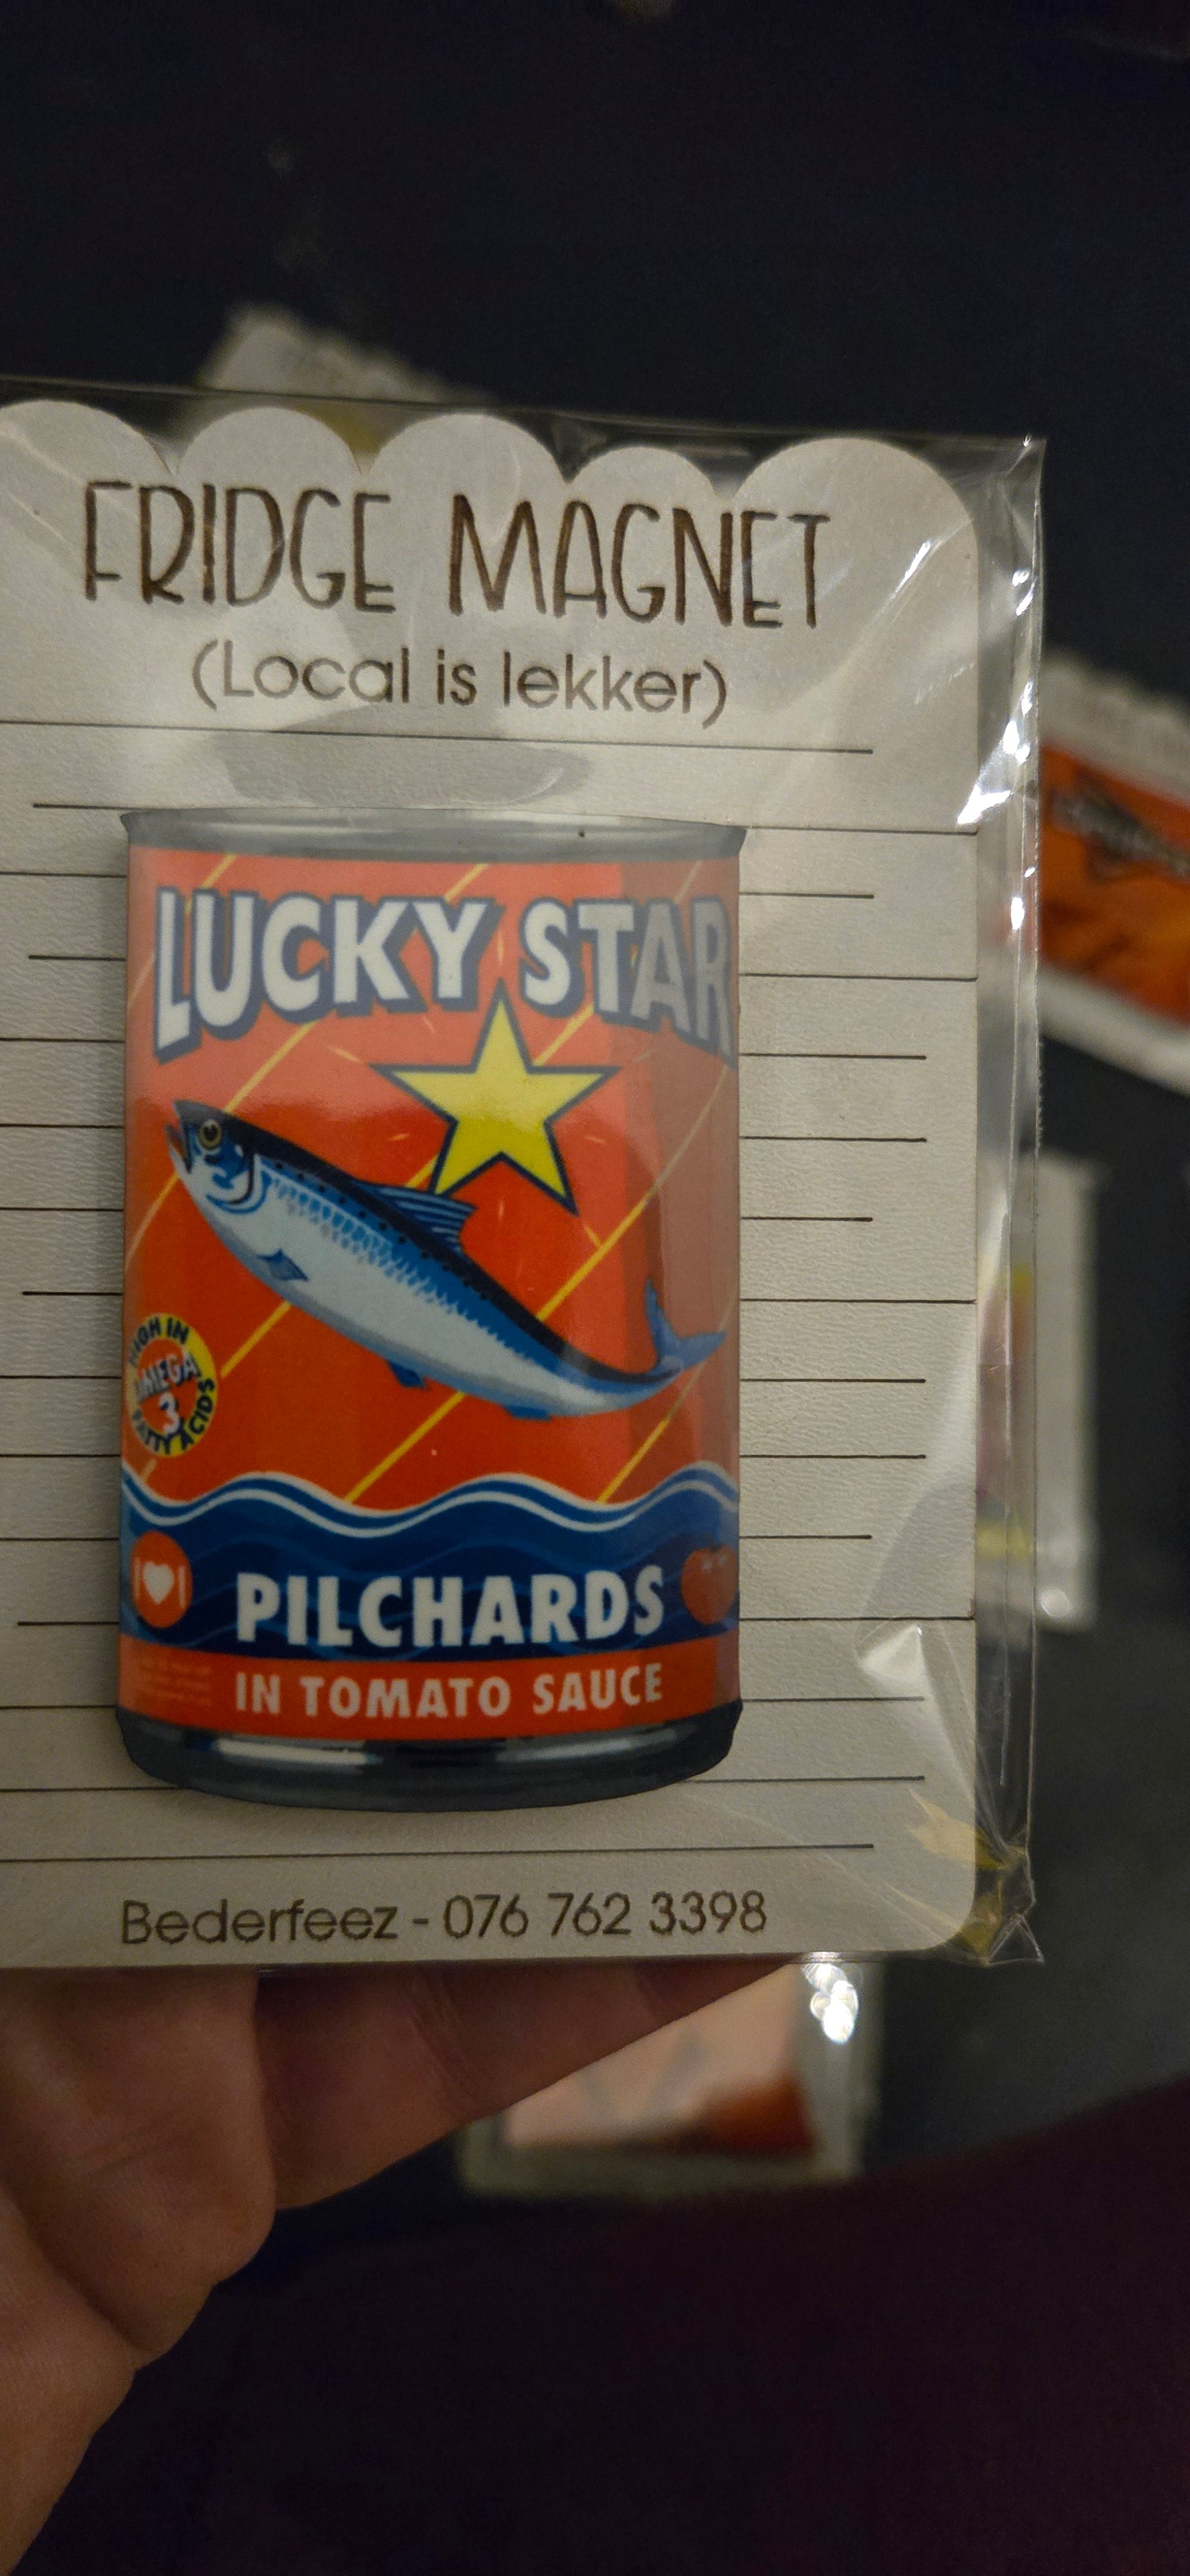 FRIDGE MAGNET
(Local is lekker)
LUCKY STAR
HIGH IN
OMEGA
3
FATTY ACIDS
PILCHARDS
IN TOMATO SAUCE
Bederfeez - 076 762 3398